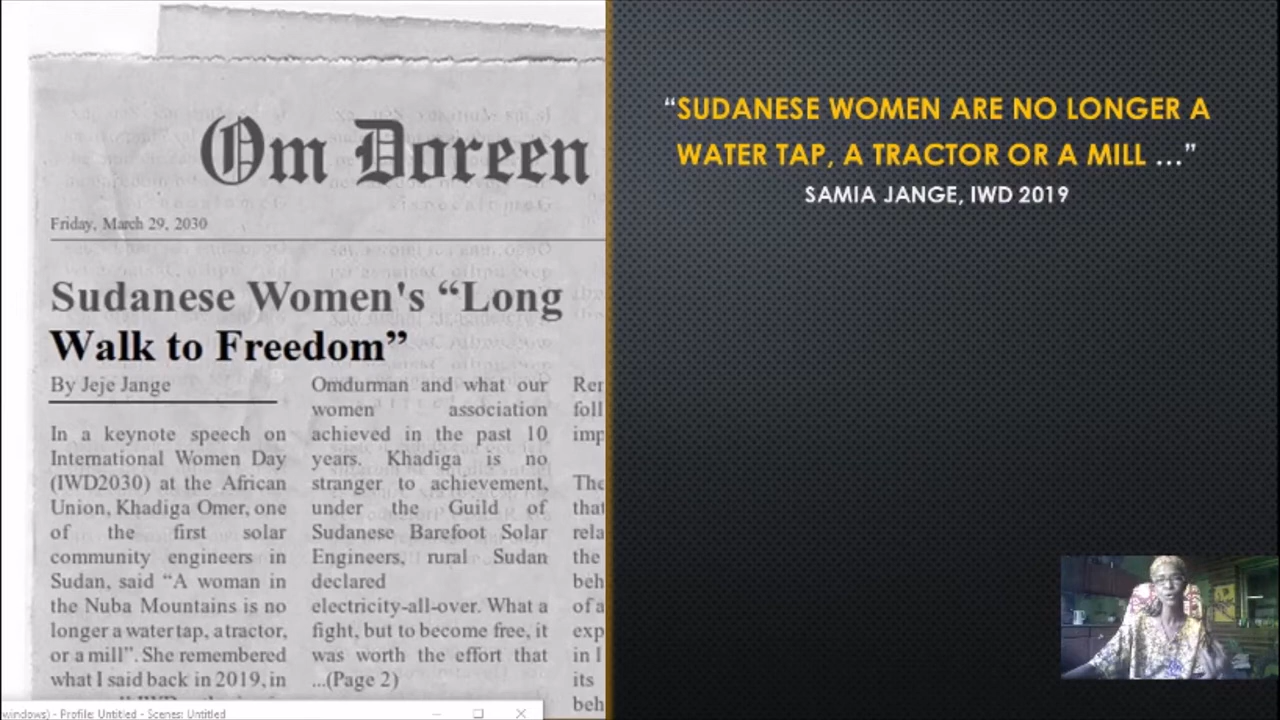 Om Doreen
Friday, March 29, 2030
Sudanese Women's “Long
Walk to Freedom”
By Jeje Jange
In a keynote speech on
International Women Day
(IWD2030) at the African
Union, Khadiga Omer, one
of the first solar
community engineers in
Sudan, said “A woman in
the Nuba Mountains is no
longer a water tap, a tractor,
or a mill”. She remembered
what I said back in 2019, in
Omdurman and what our
women association
achieved in the past 10
years. Khadiga is no
stranger to achievement,
under the Guild of
Sudanese Barefoot Solar
Engineers, rural Sudan
declared
electricity-all-over. What a
fight, but to become free, it
was worth the effort that
...(Page 2)
“SUDANESE WOMEN ARE NO LONGER A
WATER TAP, A TRACTOR OR A MILL …”
SAMIA JANGE, IWD 2019
windows) - Profile: Untitled - Scenes: Untitled